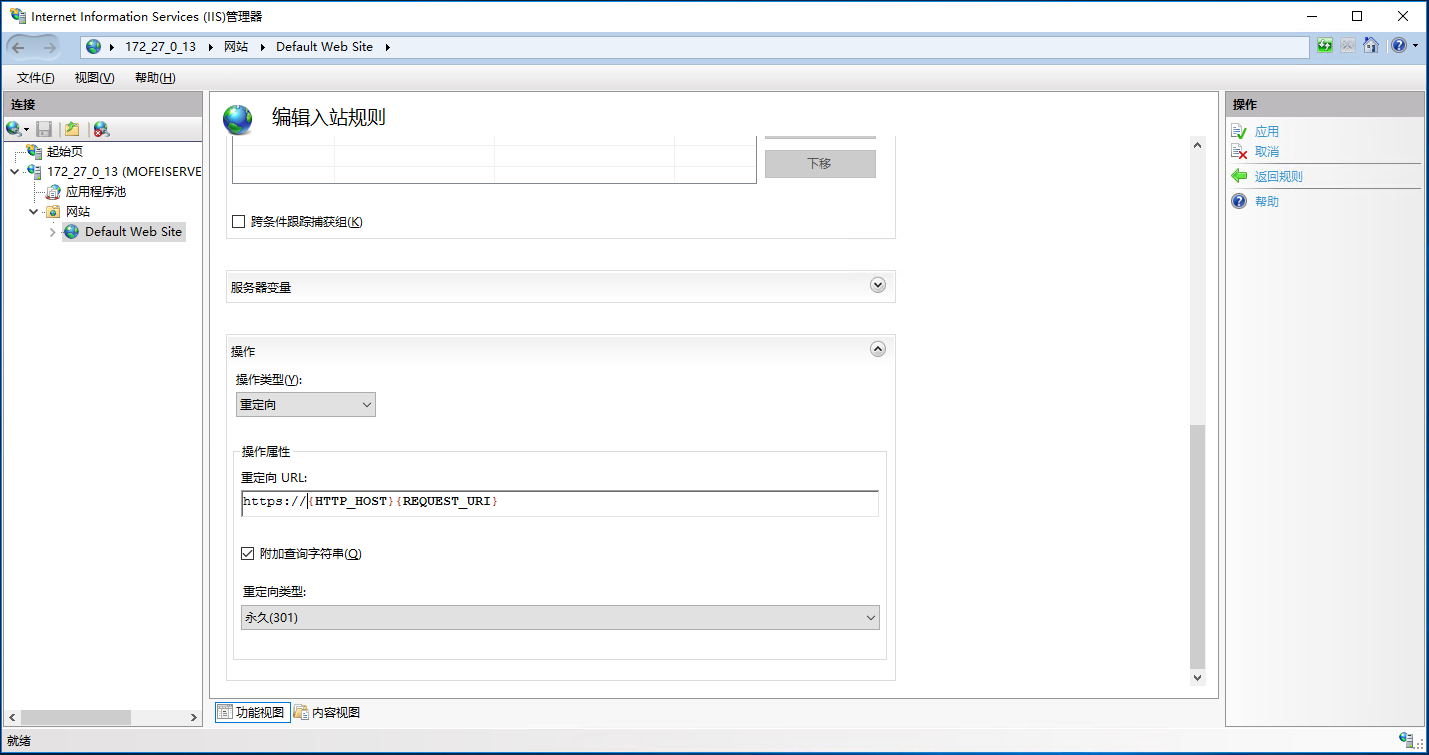 Internet Information Services (IIS)管理器
172_27_0_13 网站 Default Web Site
文件(F) 视图(V) 帮助(H)
连接
起始页
172_27_0_13 (MOFEISERVE
应用程序池
网站
Default Web Site
编辑入站规则
下移
跨条件跟踪捕获组(K)
服务器变量
操作
操作类型(Y):
重定向
操作属性
重定向 URL:
https://{HTTP_HOST}{REQUEST_URI}
附加查询字符串(Q)
重定向类型:
永久(301)
功能视图 内容视图
操作
应用
取消
返回规则
帮助
就绪